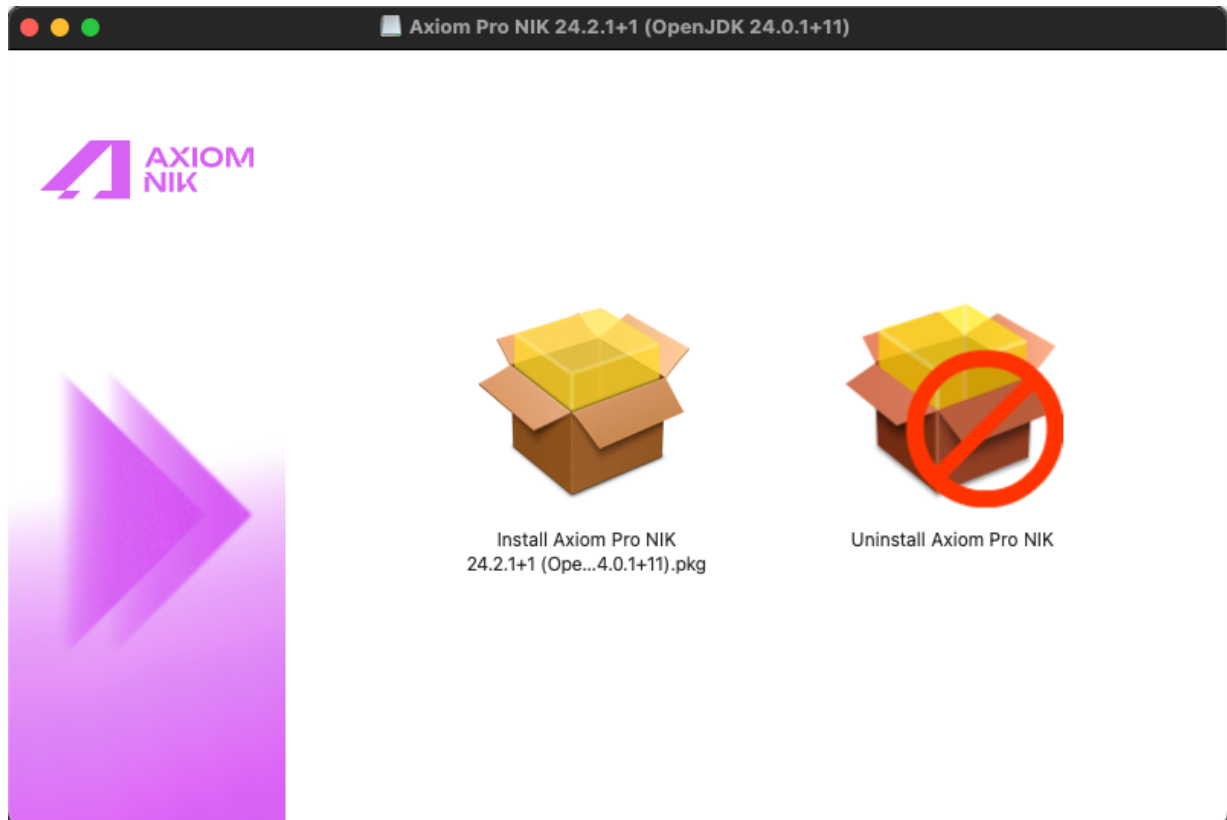 Axiom Pro NIK 24.2.1+1 (OpenJDK 24.0.1+11)
AXIOM
NIK
Install Axiom Pro NIK
24.2.1+1 (Ope...4.0.1+11).pkg
Uninstall Axiom Pro NIK